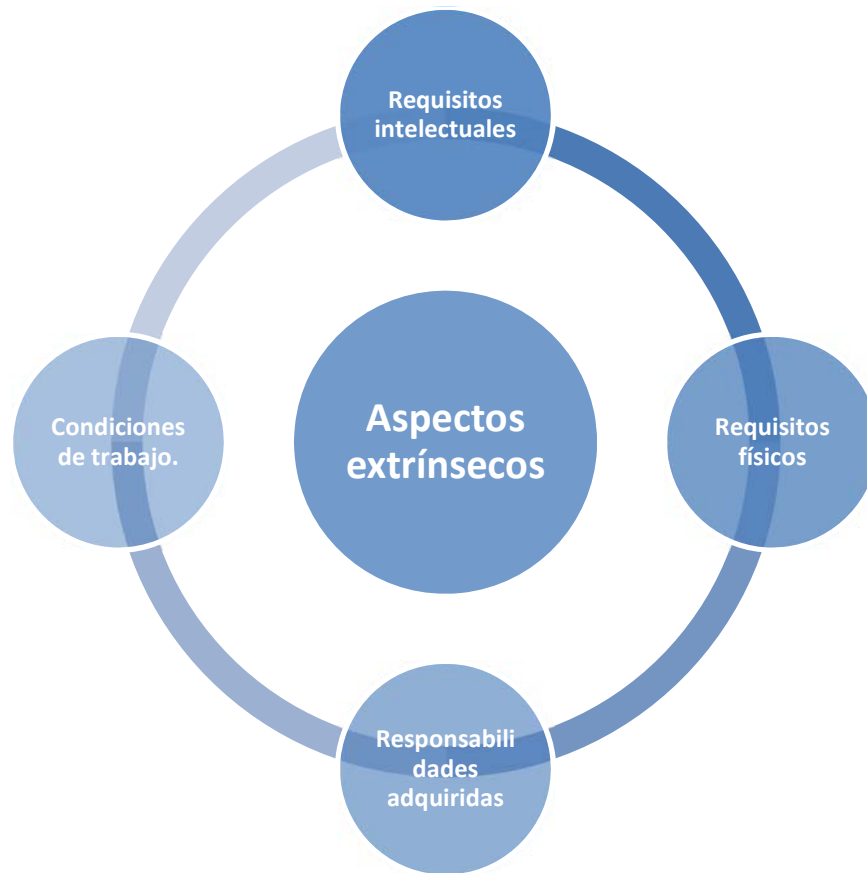 Requisitos
intelectuales
Aspectos
extrínsecos
Requisitos
físicos
Responsabili
dades
adquiridas
Condiciones
de trabajo.